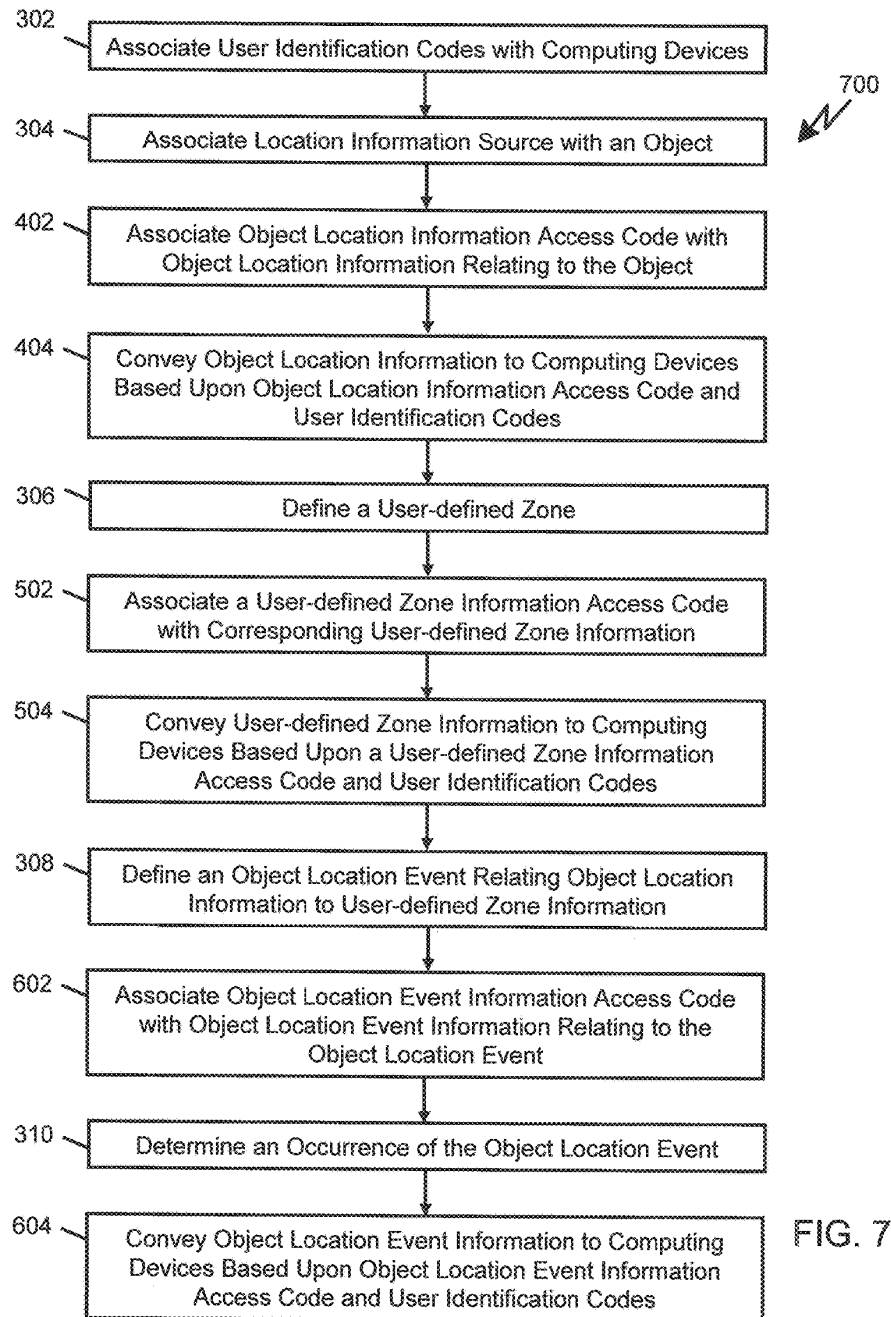 302
Associate User Identification Codes with Computing Devices
700
304
Associate Location Information Source with an Object
402
Associate Object Location Information Access Code with
Object Location Information Relating to the Object
404
Convey Object Location Information to Computing Devices
Based Upon Object Location Information Access Code and
User Identification Codes
306
Define a User-defined Zone
502
Associate a User-defined Zone Information Access Code
with Corresponding User-defined Zone Information
504
Convey User-defined Zone Information to Computing
Devices Based Upon a User-defined Zone Information
Access Code and User Identification Codes
308
Define an Object Location Event Relating Object Location
Information to User-defined Zone Information
602
Associate Object Location Event Information Access Code
with Object Location Event Information Relating to the
Object Location Event
310
Determine an Occurrence of the Object Location Event
604
Convey Object Location Event Information to Computing
Devices Based Upon Object Location Event Information
Access Code and User Identification Codes
FIG. 7